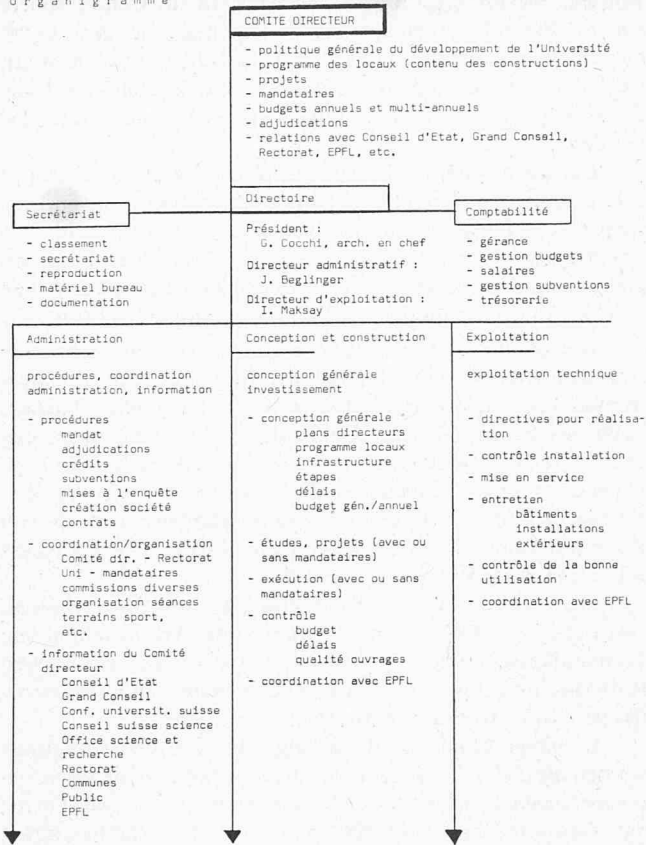 organigramme
COMITE DIRECTEUR
- politique générale du développement de l'Université
- programme des locaux (contenu des constructions)
- projets
- mandataires
- budgets annuels et multi-annuels
- adjudications
- relations avec Conseil d'Etat, Grand Conseil,
Rectorat, EPFL, etc.
Secrétariat
- classement
- secrétariat
- reproduction
- matériel bureau
- documentation
Directoire
Président :
G. Cocchi, arch. en chef
Directeur administratif :
J. Beglinger
Directeur d'exploitation :
I. Maksay
Comptabilité
- gérance
- gestion budgets
- salaires
- gestion subventions
- trésorerie
Administration
procédures, coordination
administration, information
- procédures
mandat
adjudications
crédits
subventions
mises à l'enquête
création société
contrats
- coordination/organisation
Comité dir. - Rectorat
Uni - mandataires
commissions diverses
organisation séances
terrains sport,
etc.
- information du Comité
directeur
Conseil d'Etat
Grand Conseil
Conf. universit. suisse
Conseil suisse science
Office science et
recherche
Rectorat
Communes
Public
EPFL
Conception et construction
conception générale
investissement
- conception générale
plans directeurs
programme locaux
infrastructure
étapes
délais
budget gén./annuel
- études, projets (avec ou
sans mandataires)
- exécution (avec ou sans
mandataires)
- contrôle
budget
délais
qualité ouvrages
- coordination avec EPFL
Exploitation
exploitation technique
- directives pour réalisa-
tion
- contrôle installation
- mise en service
- entretien
bâtiments
installations
extérieurs
- contrôle de la bonne
utilisation
- coordination avec EPFL